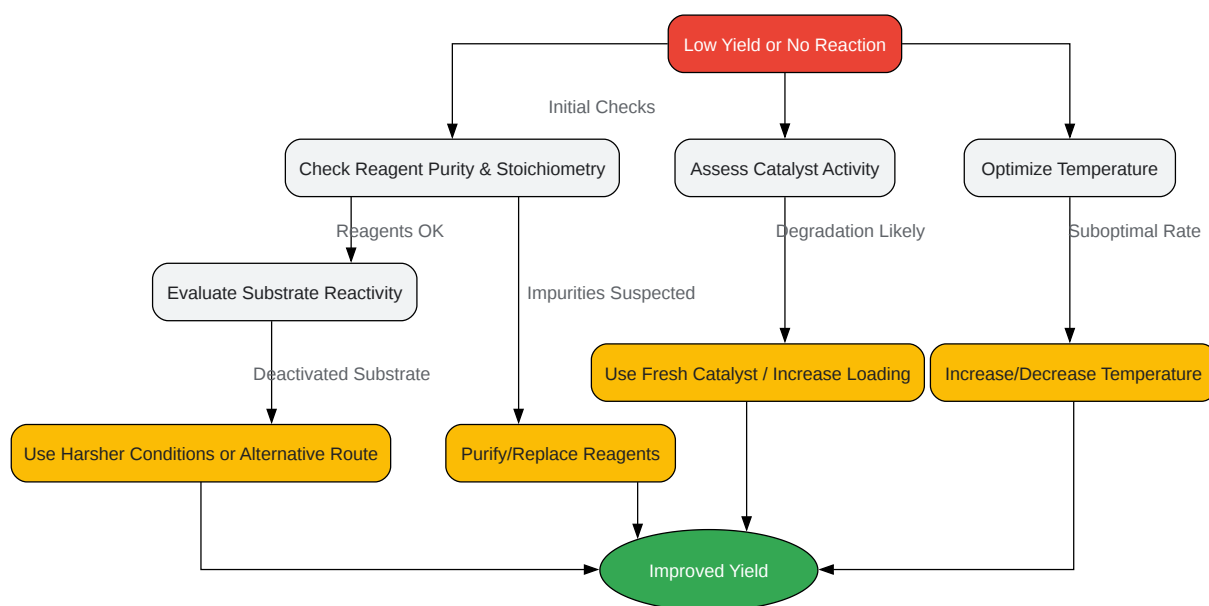 Low Yield or No Reaction
Initial Checks
Check Reagent Purity & Stoichiometry
Assess Catalyst Activity
Optimize Temperature
Reagents OK
Degradation Likely
Suboptimal Rate
Evaluate Substrate Reactivity
Impurities Suspected
Deactivated Substrate
Use Fresh Catalyst / Increase Loading
Increase/Decrease Temperature
Use Harsher Conditions or Alternative Route
Purify/Replace Reagents
Improved Yield